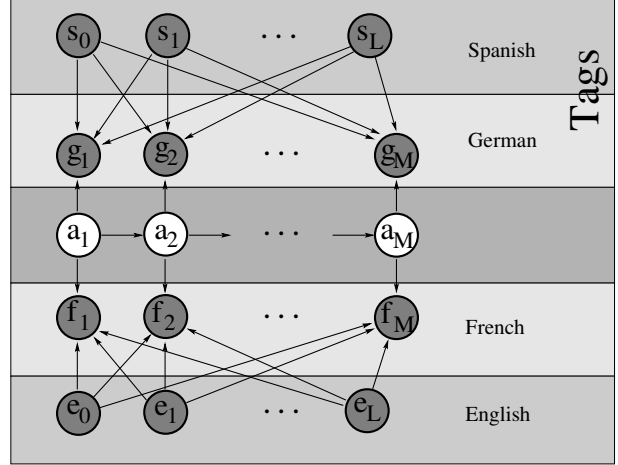 s0 s1 ... sL Spanish
Tags
g1 g2 ... gM German
a1 a2 ... aM
f1 f2 ... fM French
e0 e1 ... eL English